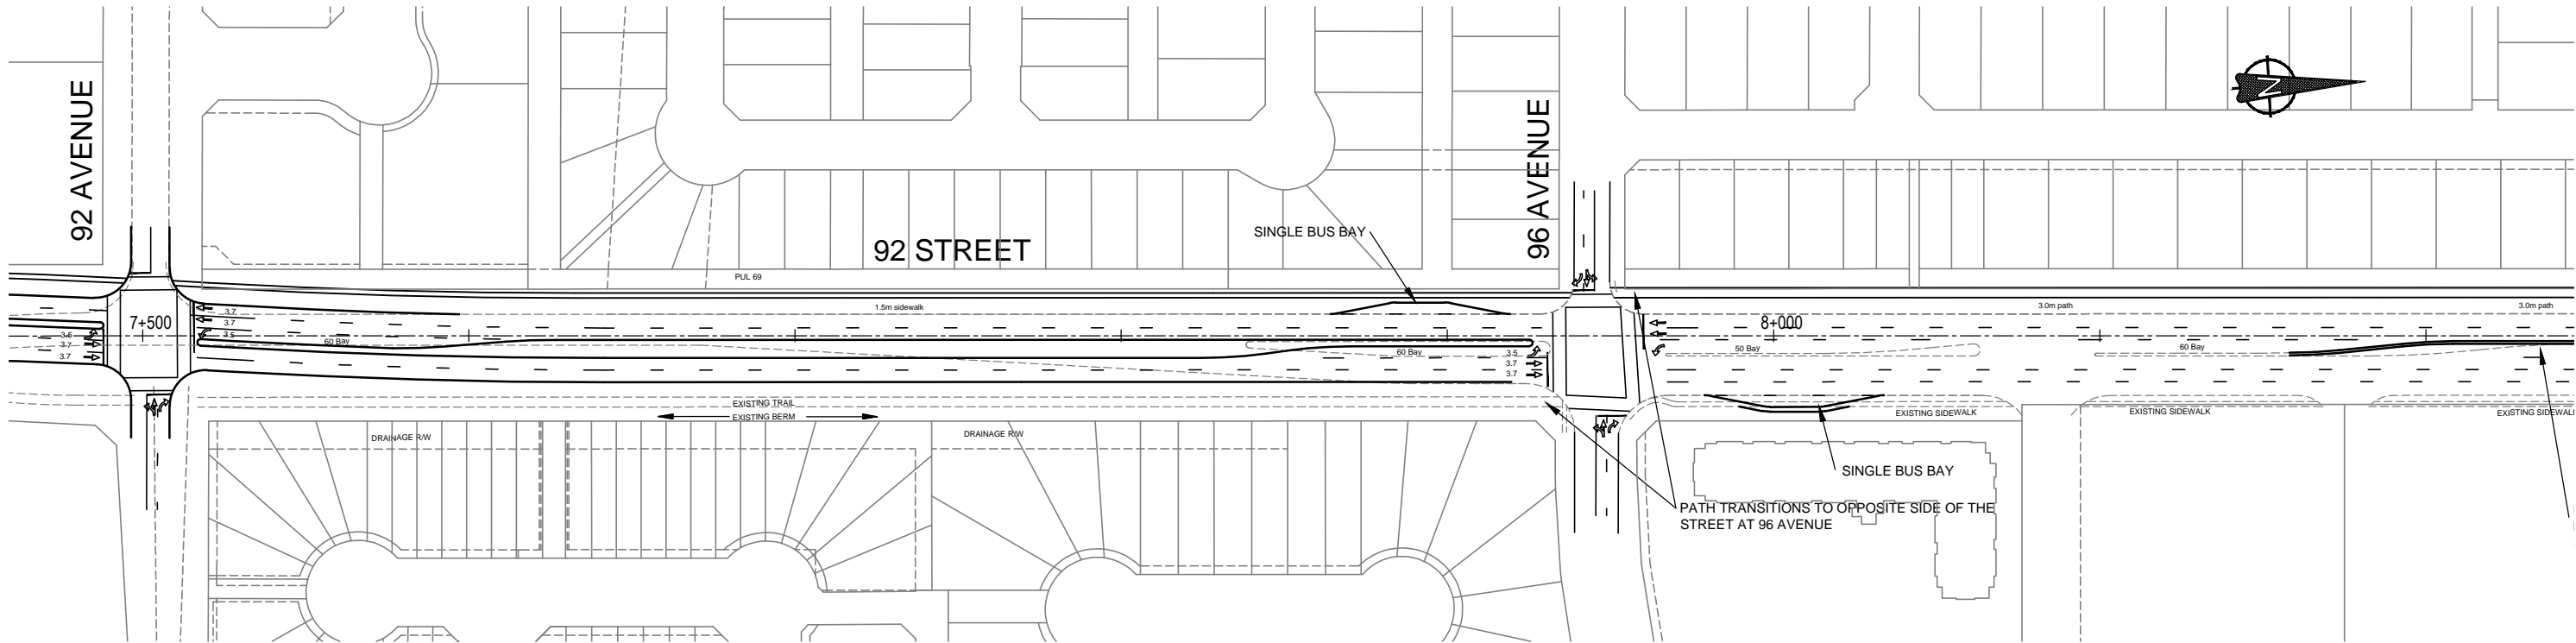 92 AVENUE
92 STREET
96 AVENUE
N
SINGLE BUS BAY
PUL 69
7+500
1.5m sidewalk
8+000
3.0m path
3.0m path
3.7
3.7
3.5
60 Bay
3.5
3.7
3.7
60 Bay
3.5
3.7
3.7
50 Bay
60 Bay
EXISTING TRAIL
EXISTING BERM
EXISTING SIDEWALK
EXISTING SIDEWALK
EXISTING SIDEWAL
DRAINAGE R/W
DRAINAGE R/W
SINGLE BUS BAY
PATH TRANSITIONS TO OPPOSITE SIDE OF THE
STREET AT 96 AVENUE